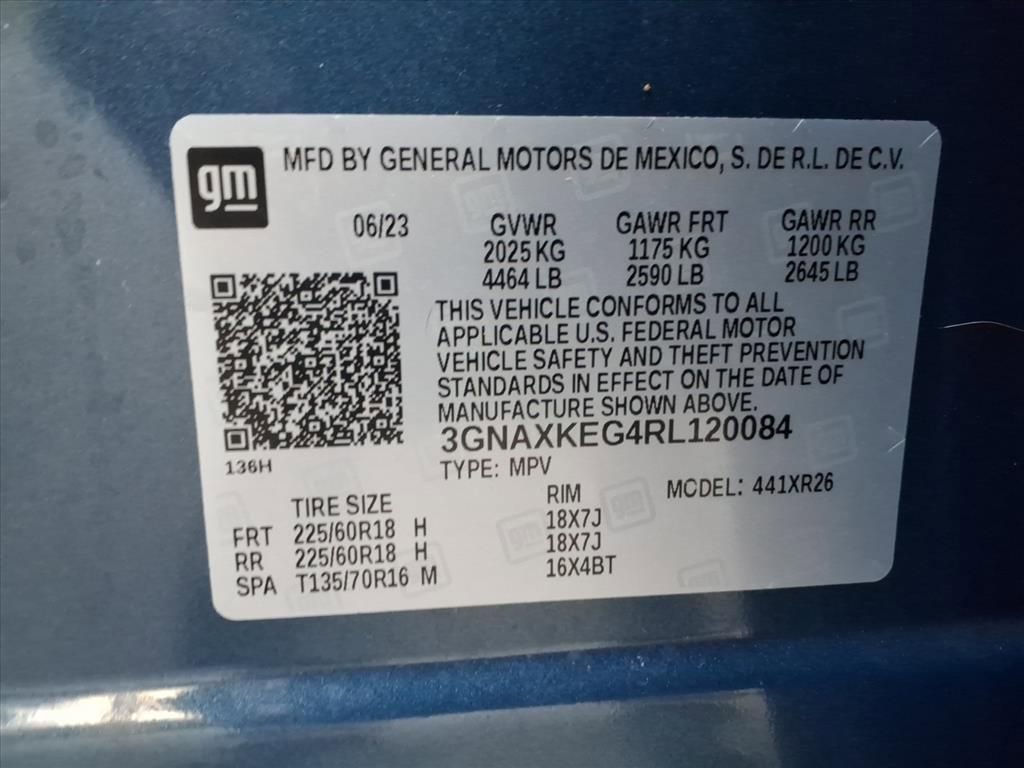 gm
MFD BY GENERAL MOTORS DE MEXICO, S. DE R.L. DE C.V.
06/23 GVWR GAWR FRT GAWR RR
2025 KG 1175 KG 1200 KG
4464 LB 2590 LB 2645 LB
THIS VEHICLE CONFORMS TO ALL
APPLICABLE U.S. FEDERAL MOTOR
VEHICLE SAFETY AND THEFT PREVENTION
STANDARDS IN EFFECT ON THE DATE OF
MANUFACTURE SHOWN ABOVE.
3GNAXKEG4RL120084
136H
TYPE: MPV MODEL: 441XR26
TIRE SIZE RIM
FRT 225/60R18 H 18X7J
RR 225/60R18 H 18X7J
SPA T135/70R16 M 16X4BT